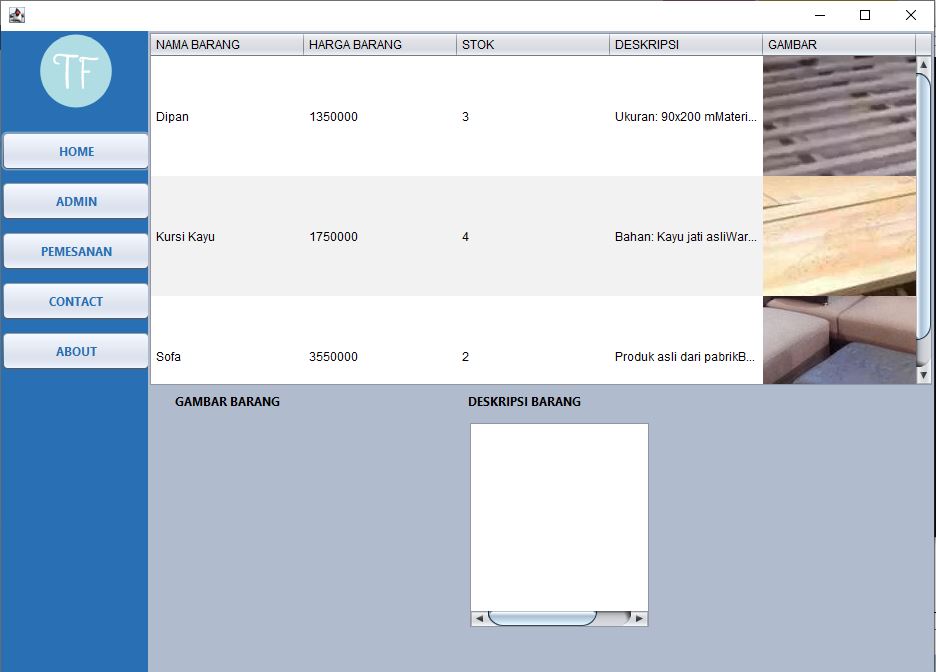 NAMA BARANG HARGA BARANG STOK DESKRIPSI GAMBAR
TF
HOME
ADMIN
PEMESANAN
CONTACT
ABOUT
Dipan 1350000 3 Ukuran: 90x200 mMateri...
Kursi Kayu 1750000 4 Bahan: Kayu jati asliWar...
Sofa 3550000 2 Produk asli dari pabrikB...
GAMBAR BARANG DESKRIPSI BARANG